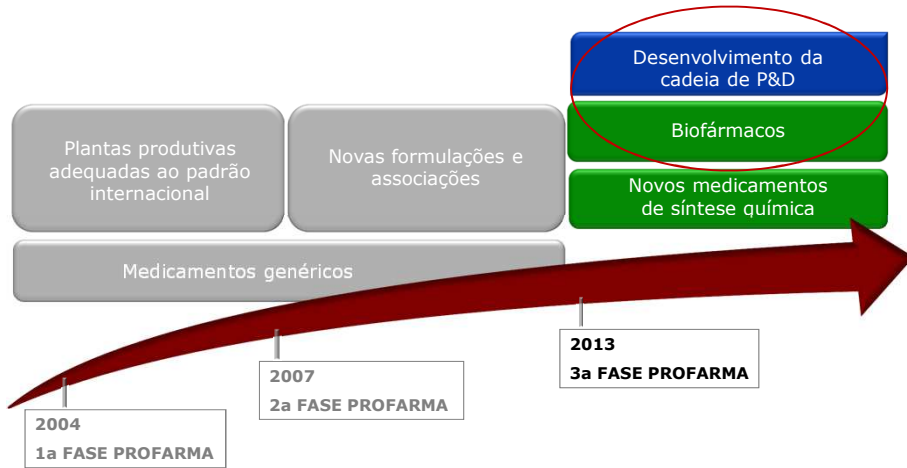 Desenvolvimento da
cadeia de P&D
Biofármacos
Novos medicamentos
de síntese química
Plantas produtivas
adequadas ao padrão
internacional
Novas formulações e
associações
Medicamentos genéricos
2004
1a FASE PROFARMA
2007
2a FASE PROFARMA
2013
3a FASE PROFARMA